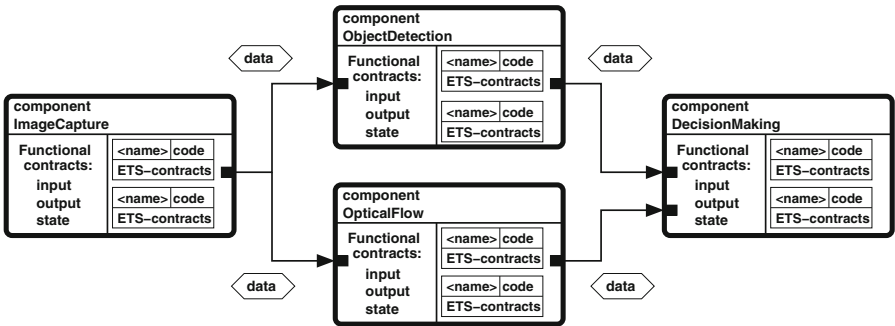 component
ImageCapture
Functional
contracts:
input
output
state
<name> code
ETS-contracts
<name> code
ETS-contracts
data
data
component
ObjectDetection
Functional
contracts:
input
output
state
<name> code
ETS-contracts
<name> code
ETS-contracts
component
OpticalFlow
Functional
contracts:
input
output
state
<name> code
ETS-contracts
<name> code
ETS-contracts
data
data
component
DecisionMaking
Functional
contracts:
input
output
state
<name> code
ETS-contracts
<name> code
ETS-contracts